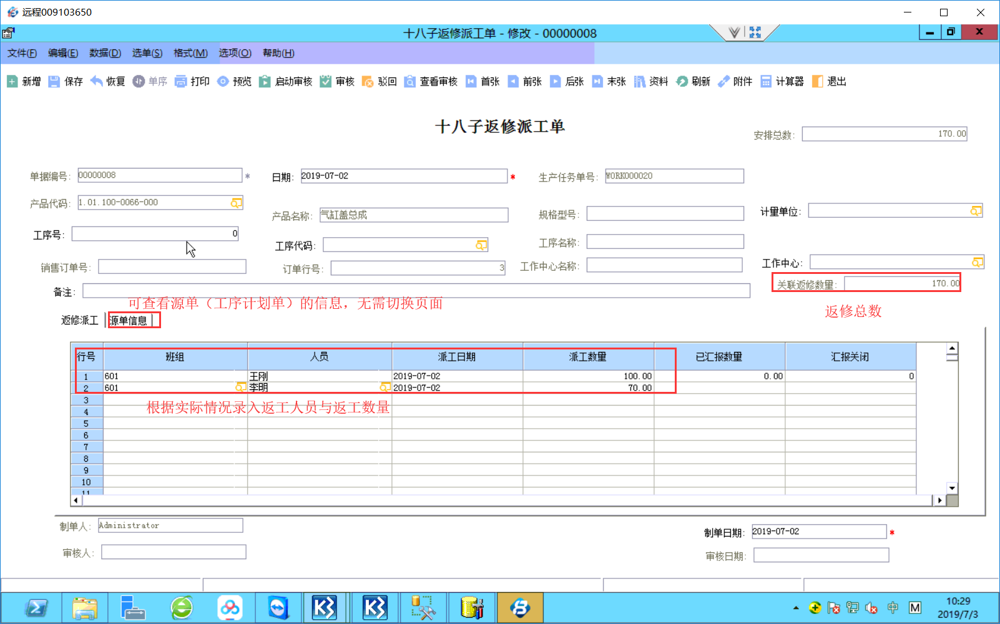 远程009103650
十八子返修派工单 - 修改 - 00000008
文件(F) 编辑(E) 数据(D) 选单(S) 格式(M) 选项(O) 帮助(H)
新增 保存 恢复 单序 打印 预览 启动审核 审核 驳回 查看审核 首张 前张 后张 末张 资料 刷新 附件 计算器 退出
十八子返修派工单
安排总数: 170.00
单据编号: 00000008 * 日期: 2019-07-02 * 生产任务单号: WORK000020
产品代码: 1.01.100-0066-000
产品名称: 气缸盖总成 规格型号: 计量单位:
工序号: 0 工序代码: 工序名称:
销售订单号: 订单行号: 3 工作中心名称: 工作中心:
备注: 关联返修数量: 170.00
可查看源单（工序计划单）的信息，无需切换页面
返修总数
返修派工 源单信息
行号 班组 人员 派工日期 派工数量 已汇报数量 汇报关闭
1 601 王刚 2019-07-02 100.00 0.00 0
2 601 李明 2019-07-02 70.00
3
根据实际情况录入返工人员与返工数量
4
5
6
7
8
9
10
11
制单人: Administrator 制单日期: 2019-07-02 *
审核人: 审核日期:
K3 K3 中 M 10:29
2019/7/3